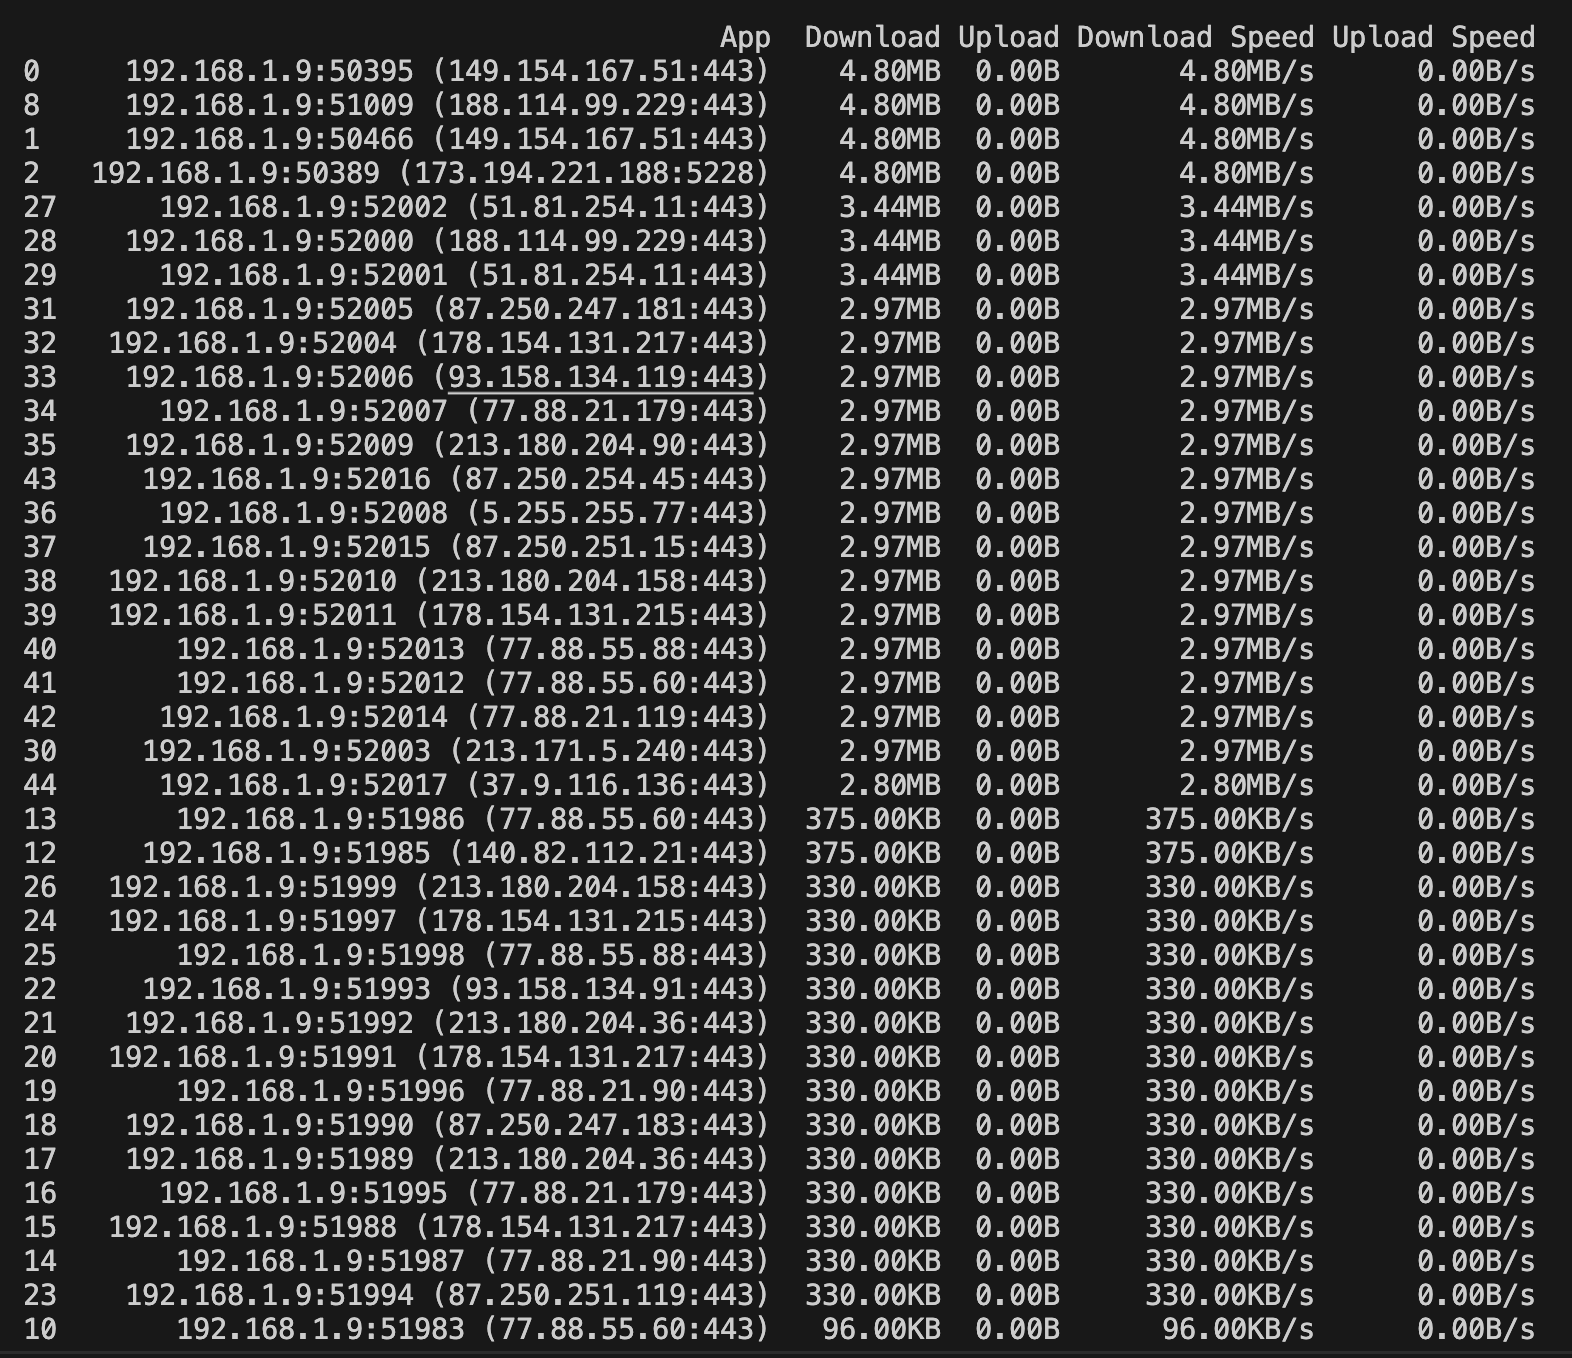 App Download Upload Download Speed Upload Speed
0 192.168.1.9:50395 (149.154.167.51:443) 4.80MB 0.00B 4.80MB/s 0.00B/s
8 192.168.1.9:51009 (188.114.99.229:443) 4.80MB 0.00B 4.80MB/s 0.00B/s
1 192.168.1.9:50466 (149.154.167.51:443) 4.80MB 0.00B 4.80MB/s 0.00B/s
2 192.168.1.9:50389 (173.194.221.188:5228) 4.80MB 0.00B 4.80MB/s 0.00B/s
27 192.168.1.9:52002 (51.81.254.11:443) 3.44MB 0.00B 3.44MB/s 0.00B/s
28 192.168.1.9:52000 (188.114.99.229:443) 3.44MB 0.00B 3.44MB/s 0.00B/s
29 192.168.1.9:52001 (51.81.254.11:443) 3.44MB 0.00B 3.44MB/s 0.00B/s
31 192.168.1.9:52005 (87.250.247.181:443) 2.97MB 0.00B 2.97MB/s 0.00B/s
32 192.168.1.9:52004 (178.154.131.217:443) 2.97MB 0.00B 2.97MB/s 0.00B/s
33 192.168.1.9:52006 (93.158.134.119:443) 2.97MB 0.00B 2.97MB/s 0.00B/s
34 192.168.1.9:52007 (77.88.21.179:443) 2.97MB 0.00B 2.97MB/s 0.00B/s
35 192.168.1.9:52009 (213.180.204.90:443) 2.97MB 0.00B 2.97MB/s 0.00B/s
43 192.168.1.9:52016 (87.250.254.45:443) 2.97MB 0.00B 2.97MB/s 0.00B/s
36 192.168.1.9:52008 (5.255.255.77:443) 2.97MB 0.00B 2.97MB/s 0.00B/s
37 192.168.1.9:52015 (87.250.251.15:443) 2.97MB 0.00B 2.97MB/s 0.00B/s
38 192.168.1.9:52010 (213.180.204.158:443) 2.97MB 0.00B 2.97MB/s 0.00B/s
39 192.168.1.9:52011 (178.154.131.215:443) 2.97MB 0.00B 2.97MB/s 0.00B/s
40 192.168.1.9:52013 (77.88.55.88:443) 2.97MB 0.00B 2.97MB/s 0.00B/s
41 192.168.1.9:52012 (77.88.55.60:443) 2.97MB 0.00B 2.97MB/s 0.00B/s
42 192.168.1.9:52014 (77.88.21.119:443) 2.97MB 0.00B 2.97MB/s 0.00B/s
30 192.168.1.9:52003 (213.171.5.240:443) 2.97MB 0.00B 2.97MB/s 0.00B/s
44 192.168.1.9:52017 (37.9.116.136:443) 2.80MB 0.00B 2.80MB/s 0.00B/s
13 192.168.1.9:51986 (77.88.55.60:443) 375.00KB 0.00B 375.00KB/s 0.00B/s
12 192.168.1.9:51985 (140.82.112.21:443) 375.00KB 0.00B 375.00KB/s 0.00B/s
26 192.168.1.9:51999 (213.180.204.158:443) 330.00KB 0.00B 330.00KB/s 0.00B/s
24 192.168.1.9:51997 (178.154.131.215:443) 330.00KB 0.00B 330.00KB/s 0.00B/s
25 192.168.1.9:51998 (77.88.55.88:443) 330.00KB 0.00B 330.00KB/s 0.00B/s
22 192.168.1.9:51993 (93.158.134.91:443) 330.00KB 0.00B 330.00KB/s 0.00B/s
21 192.168.1.9:51992 (213.180.204.36:443) 330.00KB 0.00B 330.00KB/s 0.00B/s
20 192.168.1.9:51991 (178.154.131.217:443) 330.00KB 0.00B 330.00KB/s 0.00B/s
19 192.168.1.9:51996 (77.88.21.90:443) 330.00KB 0.00B 330.00KB/s 0.00B/s
18 192.168.1.9:51990 (87.250.247.183:443) 330.00KB 0.00B 330.00KB/s 0.00B/s
17 192.168.1.9:51989 (213.180.204.36:443) 330.00KB 0.00B 330.00KB/s 0.00B/s
16 192.168.1.9:51995 (77.88.21.179:443) 330.00KB 0.00B 330.00KB/s 0.00B/s
15 192.168.1.9:51988 (178.154.131.217:443) 330.00KB 0.00B 330.00KB/s 0.00B/s
14 192.168.1.9:51987 (77.88.21.90:443) 330.00KB 0.00B 330.00KB/s 0.00B/s
23 192.168.1.9:51994 (87.250.251.119:443) 330.00KB 0.00B 330.00KB/s 0.00B/s
10 192.168.1.9:51983 (77.88.55.60:443) 96.00KB 0.00B 96.00KB/s 0.00B/s